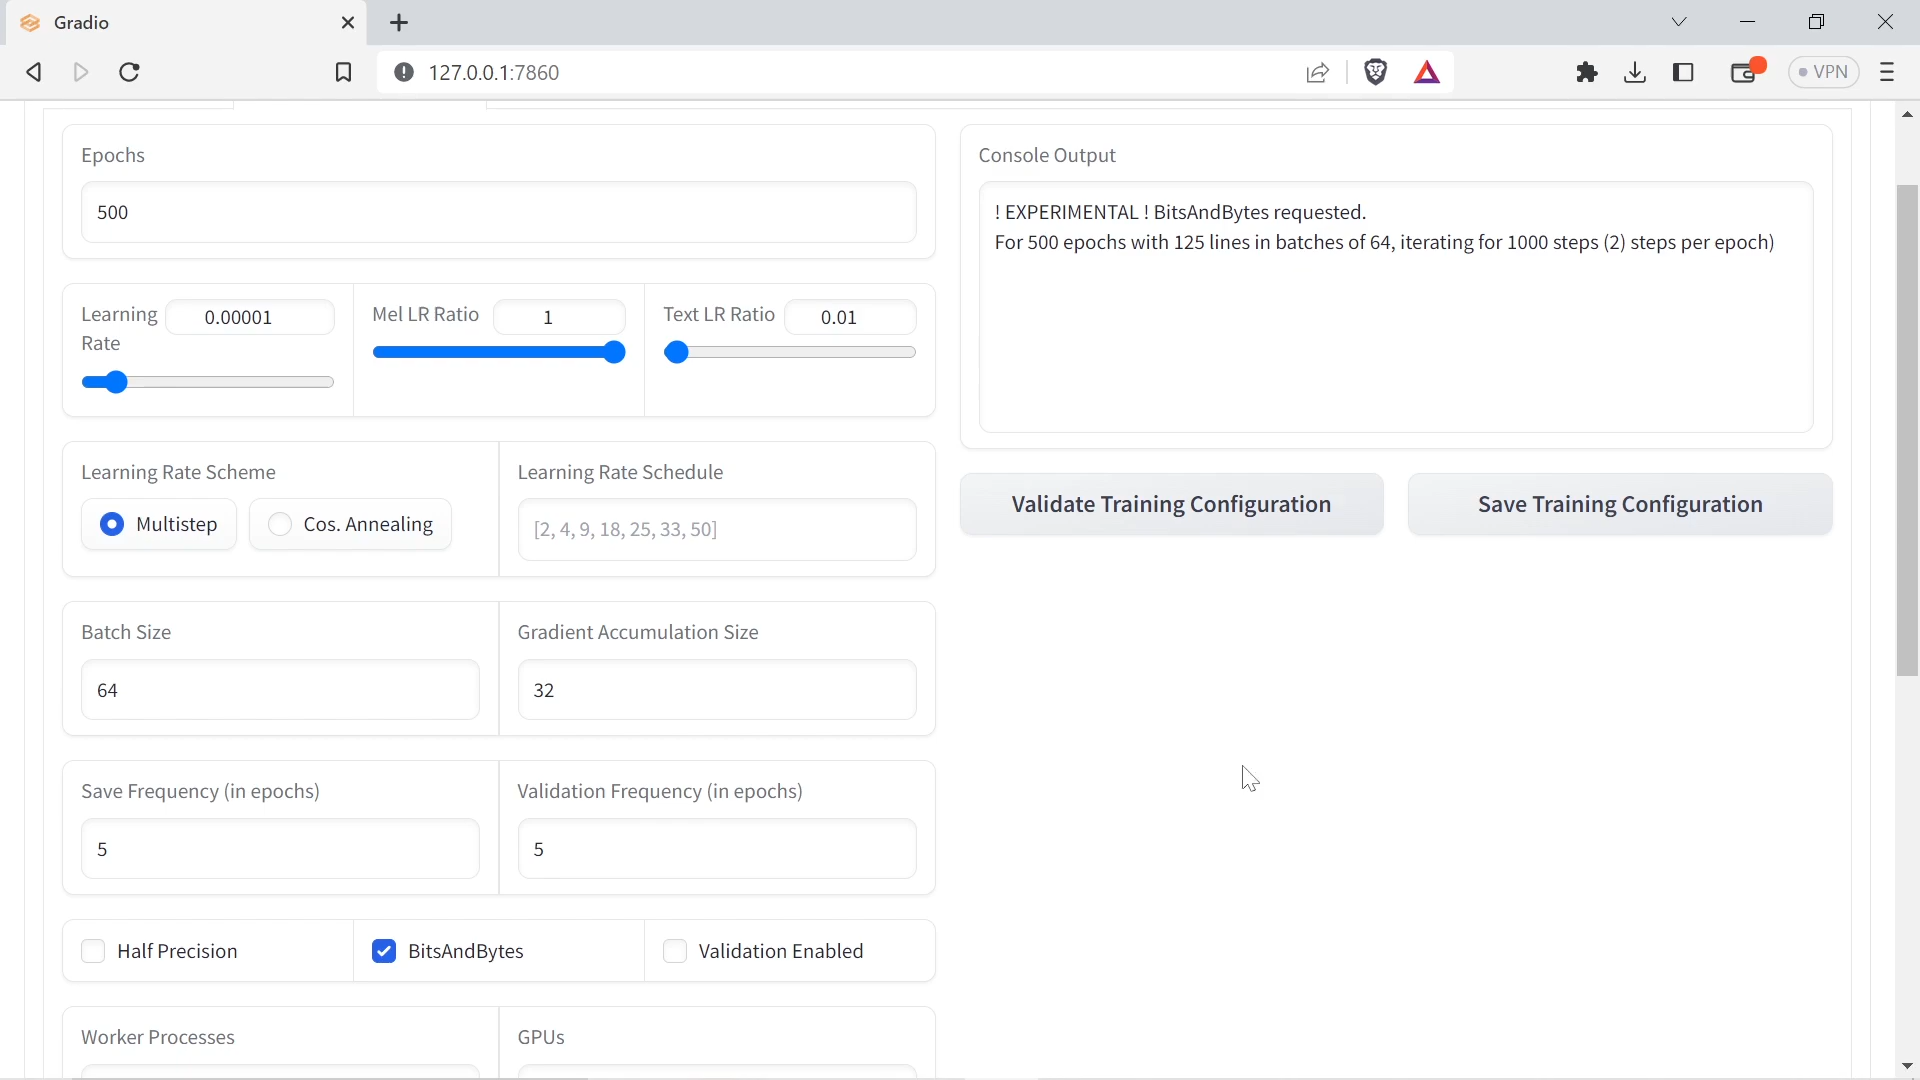 Gradio
127.0.0.1:7860
VPN
Epochs
500
Learning Rate
0.00001
Mel LR Ratio
1
Text LR Ratio
0.01
Learning Rate Scheme
Multistep
Cos. Annealing
Learning Rate Schedule
[2, 4, 9, 18, 25, 33, 50]
Batch Size
64
Gradient Accumulation Size
32
Save Frequency (in epochs)
5
Validation Frequency (in epochs)
5
Half Precision
BitsAndBytes
Validation Enabled
Worker Processes
GPUs
Console Output
! EXPERIMENTAL ! BitsAndBytes requested.
For 500 epochs with 125 lines in batches of 64, iterating for 1000 steps (2) steps per epoch)
Validate Training Configuration
Save Training Configuration